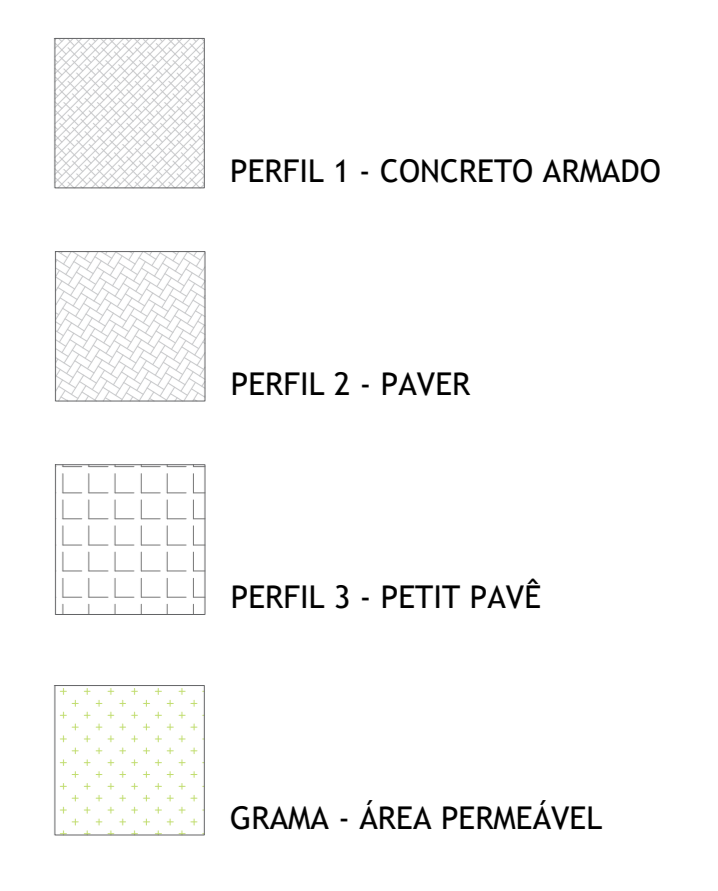 PERFIL 1 - CONCRETO ARMADO
PERFIL 2 - PAVER
PERFIL 3 - PETIT PAVÊ
GRAMA - ÁREA PERMEÁVEL